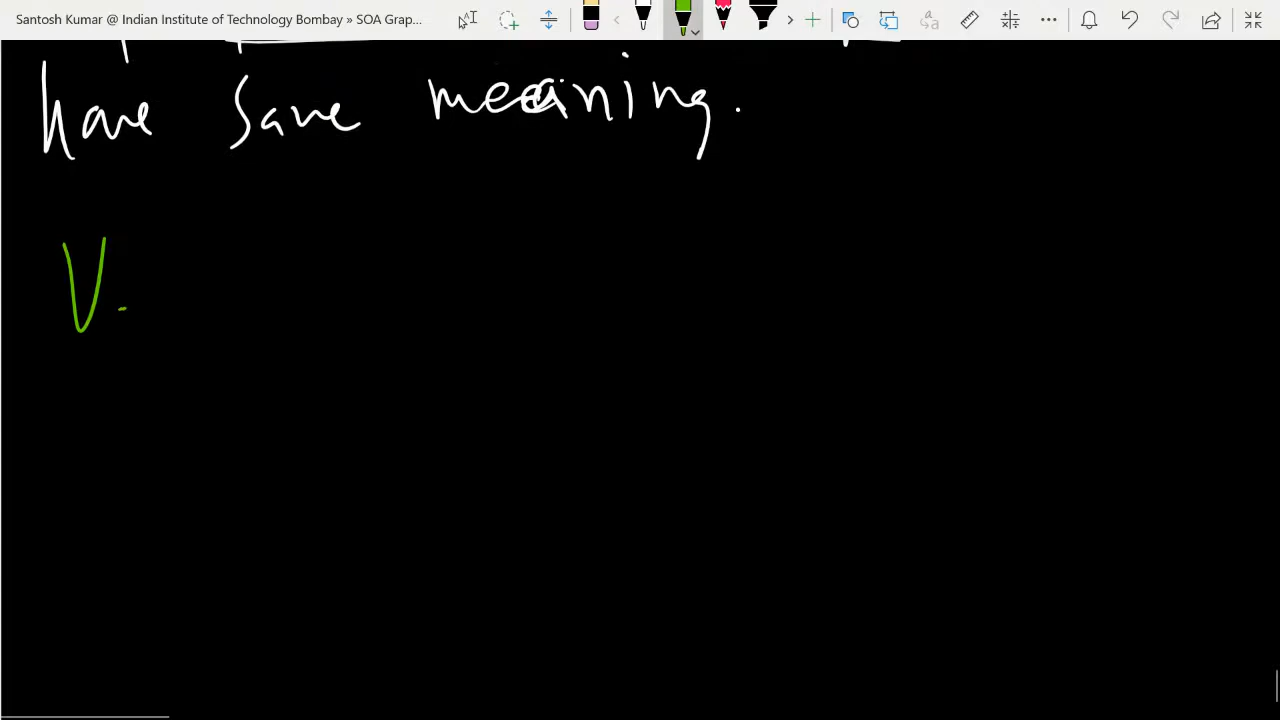 Santosh Kumar @ Indian Institute of Technology Bombay » SOA Grap...
have same meaning.
V